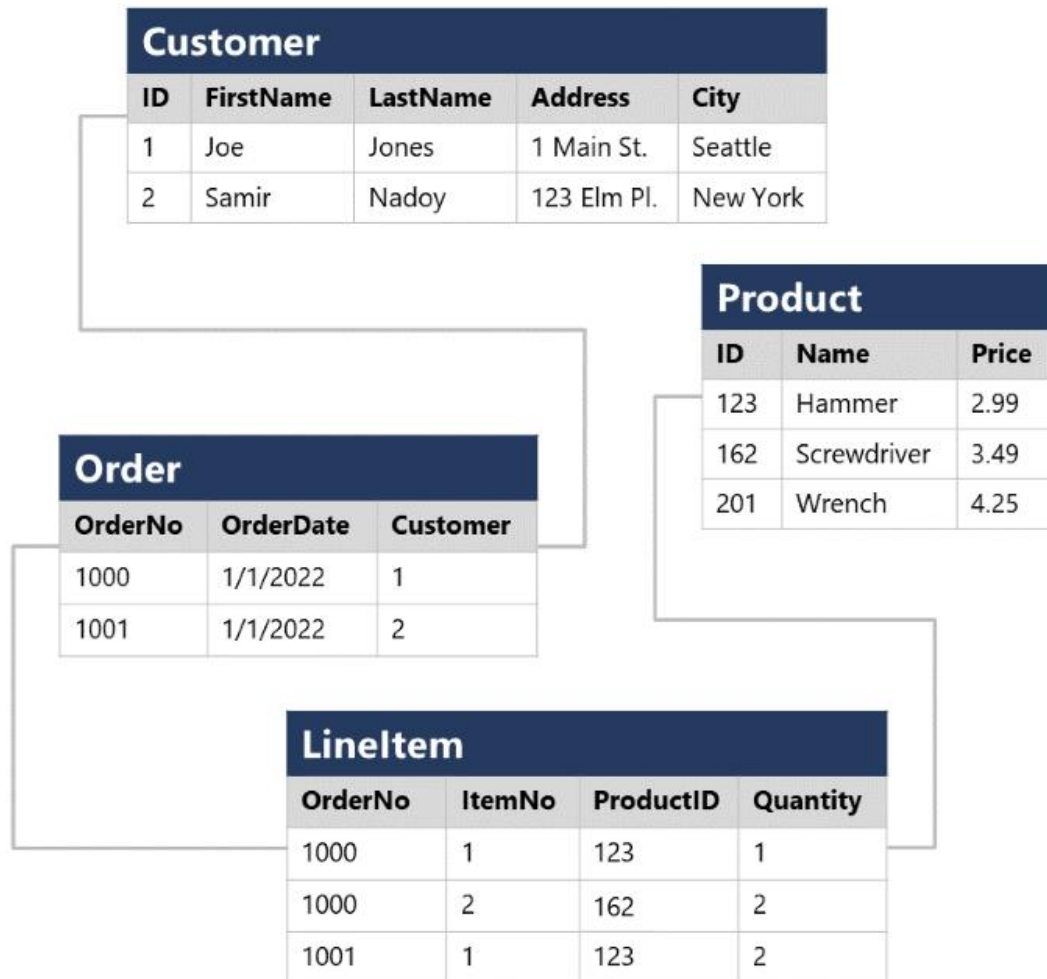 Customer
ID FirstName LastName Address City
1 Joe Jones 1 Main St. Seattle
2 Samir Nadoy 123 Elm Pl. New York
Product
ID Name Price
123 Hammer 2.99
162 Screwdriver 3.49
201 Wrench 4.25
Order
OrderNo OrderDate Customer
1000 1/1/2022 1
1001 1/1/2022 2
LineItem
OrderNo ItemNo ProductID Quantity
1000 1 123 1
1000 2 162 2
1001 1 123 2